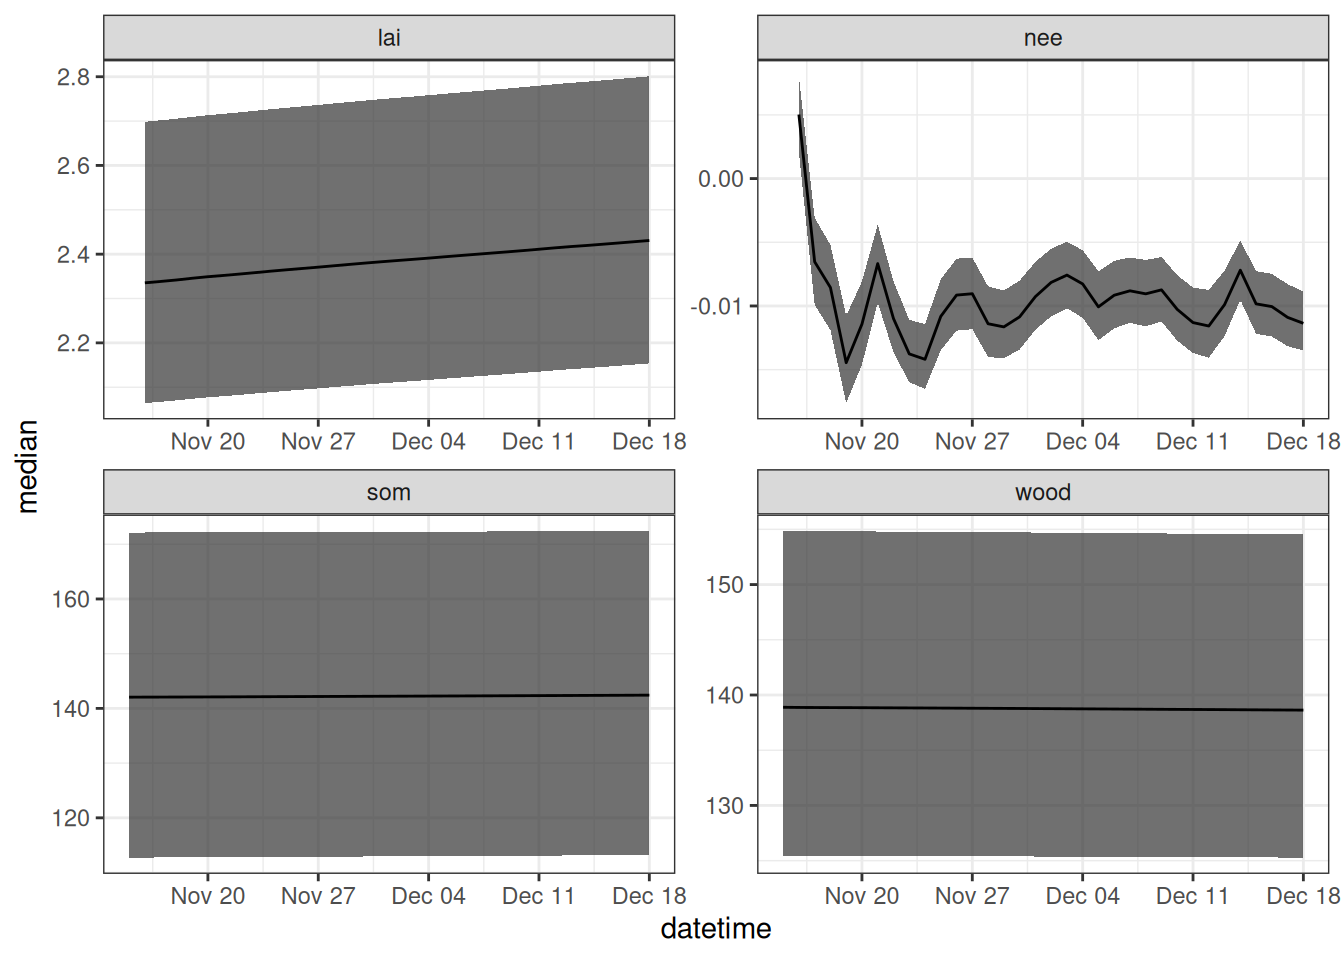 lai
nee
2.8
2.6
2.4
2.2
0.00
-0.01
Nov 20 Nov 27 Dec 04 Dec 11 Dec 18
Nov 20 Nov 27 Dec 04 Dec 11 Dec 18
median
som
wood
160
140
120
150
140
130
Nov 20 Nov 27 Dec 04 Dec 11 Dec 18
Nov 20 Nov 27 Dec 04 Dec 11 Dec 18
datetime